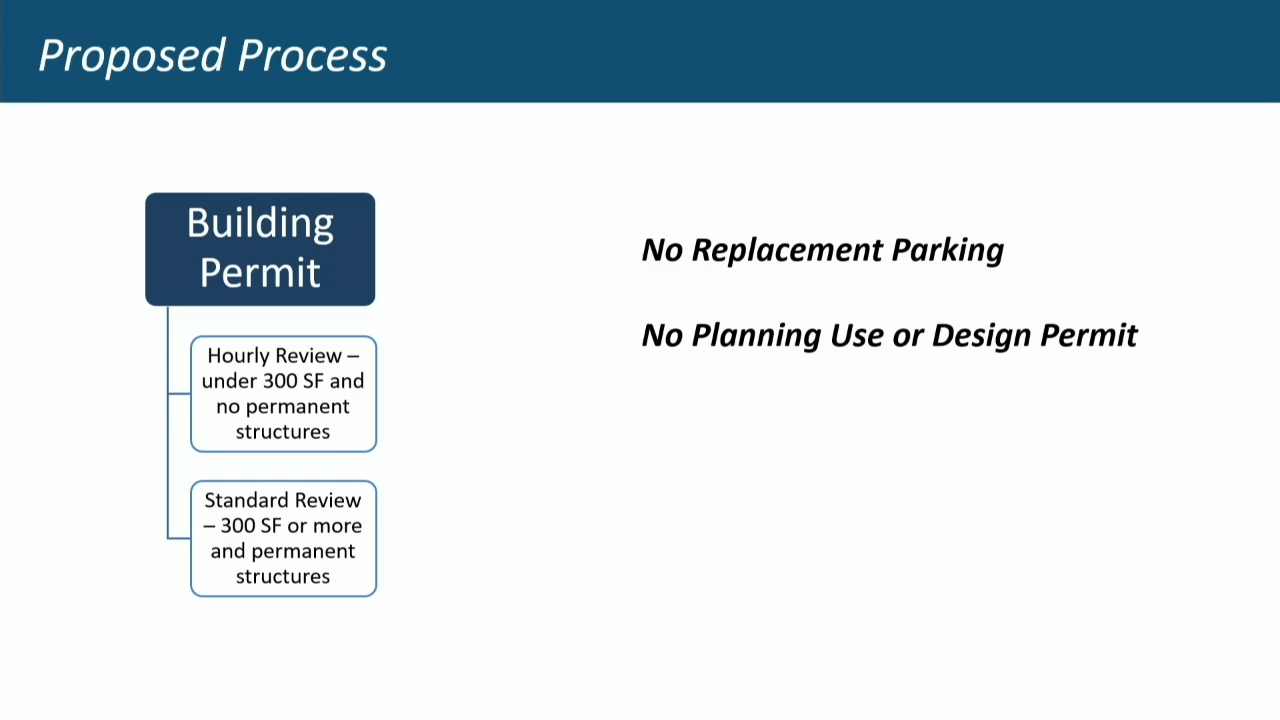 Proposed Process
Building
Permit
Hourly Review –
under 300 SF and
no permanent
structures
Standard Review
– 300 SF or more
and permanent
structures
No Replacement Parking
No Planning Use or Design Permit